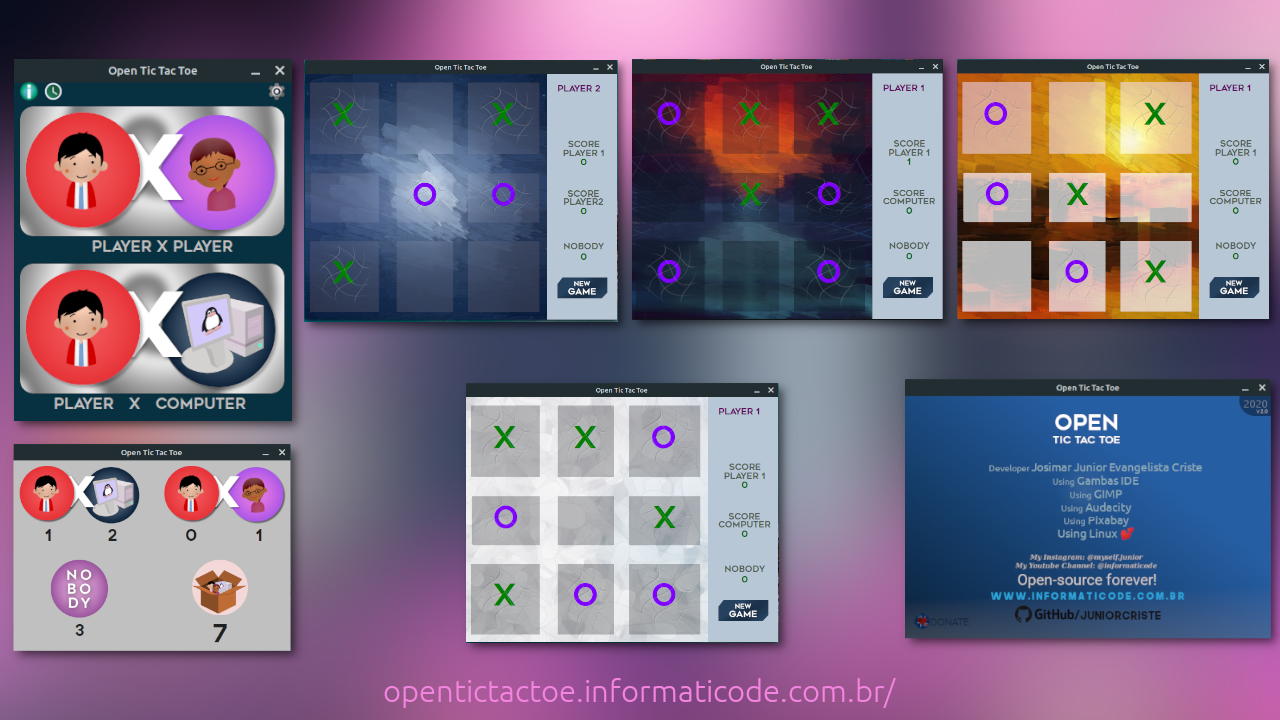 Open Tic Tac Toe
X
PLAYER X PLAYER
X
PLAYER X COMPUTER
Open Tic Tac Toe
X X
O O
X
PLAYER 2
SCORE
PLAYER 1
0
SCORE
PLAYER2
0
NOBODY
0
NEW
GAME
Open Tic Tac Toe
O X X
X O
O O
PLAYER 1
SCORE
PLAYER 1
1
SCORE
COMPUTER
0
NOBODY
0
NEW
GAME
Open Tic Tac Toe
O X
O X
O X
PLAYER 1
SCORE
PLAYER 1
0
SCORE
COMPUTER
0
NOBODY
0
NEW
GAME
Open Tic Tac Toe
X X
1 2 0 1
NO
BO
DY
3 7
Open Tic Tac Toe
X X O
O X
X O O
PLAYER 1
SCORE
PLAYER 1
0
SCORE
COMPUTER
0
NOBODY
0
NEW
GAME
Open Tic Tac Toe
2020
v 2.0
OPEN
TIC TAC TOE
Developer Josimar Junior Evangelista Criste
Using Gambas IDE
Using GIMP
Using Audacity
Using Pixabay
Using Linux
My Instagram: @myself.junior
My Youtube Channel: @informaticode
Open-source forever!
WWW.INFORMATICODE.COM.BR
GitHub/JUNIORCRISTE
DONATE
opentictactoe.informaticode.com.br/